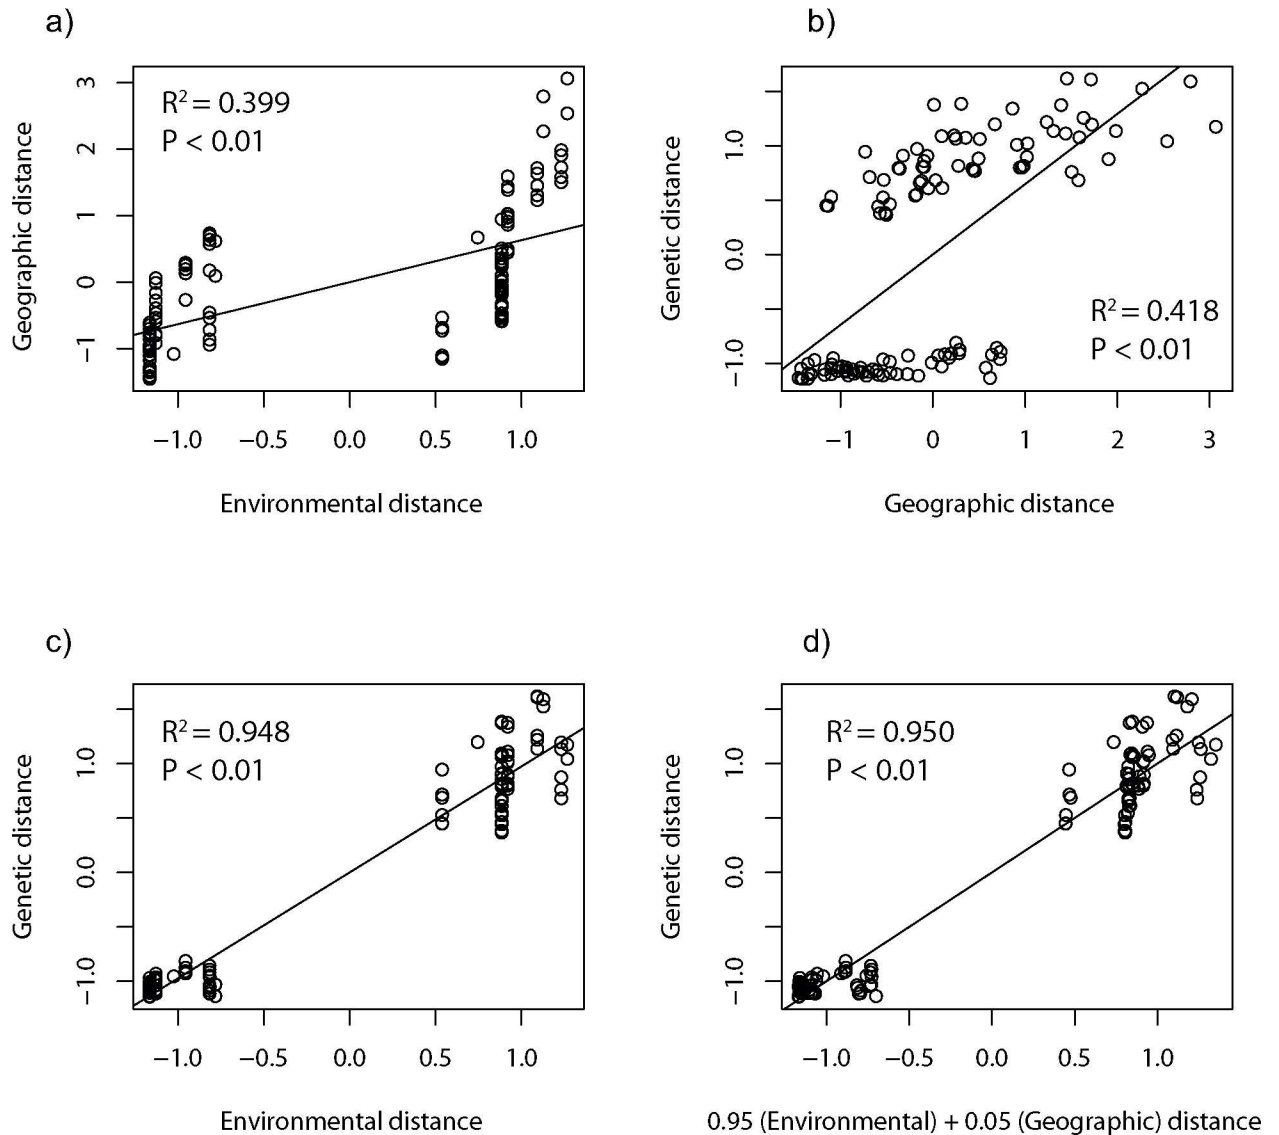 a)
R² = 0.399
P < 0.01
Geographic distance
3
2
1
0
−1
−1.0 −0.5 0.0 0.5 1.0
Environmental distance
b)
Genetic distance
1.0
0.0
−1.0
R² = 0.418
P < 0.01
−1 0 1 2 3
Geographic distance
c)
R² = 0.948
P < 0.01
Genetic distance
1.0
0.0
−1.0
−1.0 −0.5 0.0 0.5 1.0
Environmental distance
d)
R² = 0.950
P < 0.01
Genetic distance
1.0
0.0
−1.0
−1.0 −0.5 0.0 0.5 1.0
0.95 (Environmental) + 0.05 (Geographic) distance